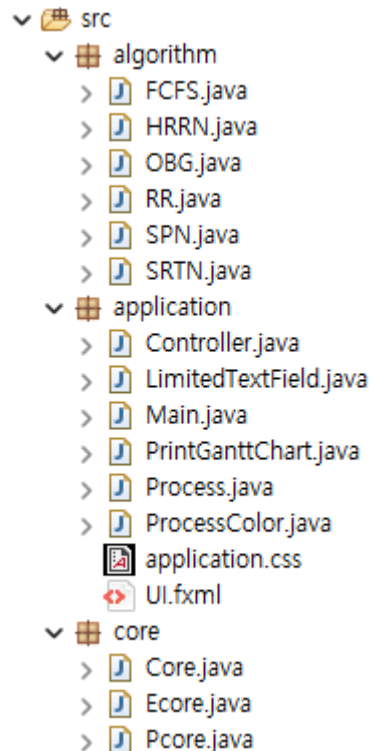 src
algorithm
FCFS.java
HRRN.java
OBG.java
RR.java
SPN.java
SRTN.java
application
Controller.java
LimitedTextField.java
Main.java
PrintGanttChart.java
Process.java
ProcessColor.java
application.css
UI.fxml
core
Core.java
Ecore.java
Pcore.java